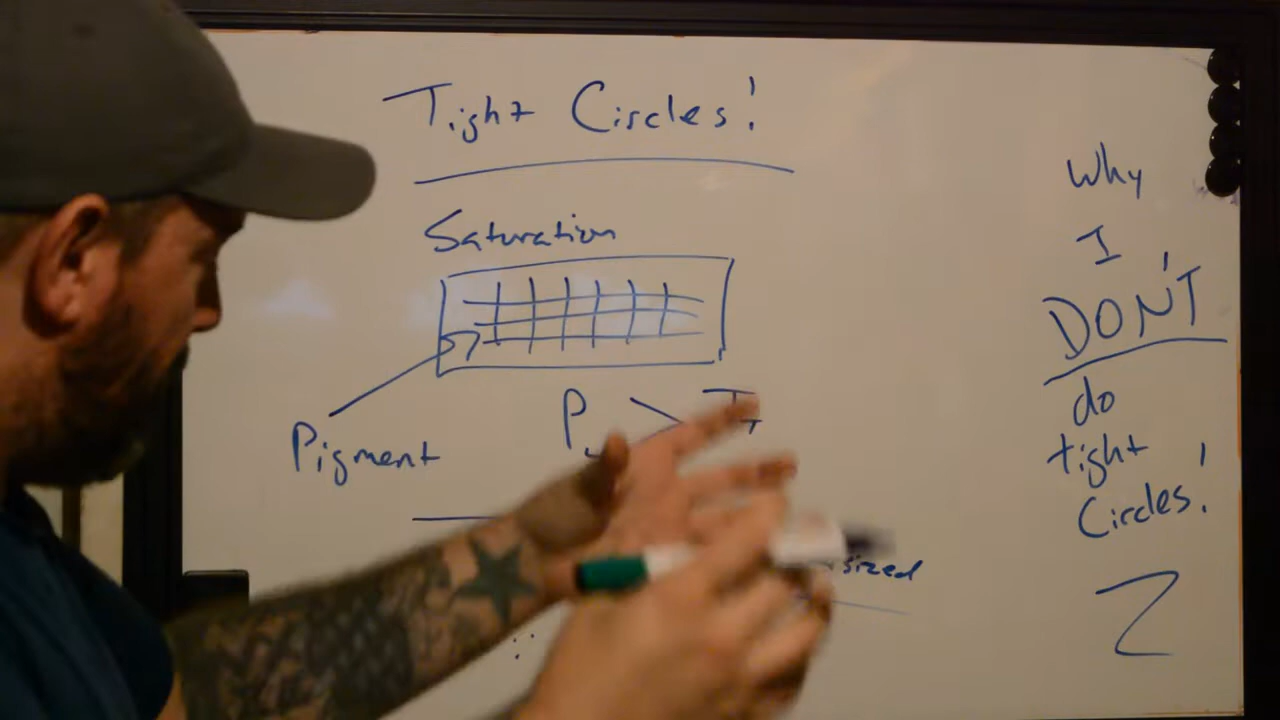 Tight Circles!
Saturation
Pigment
P
sized
Why
I
DON'T
do
tight
Circles!